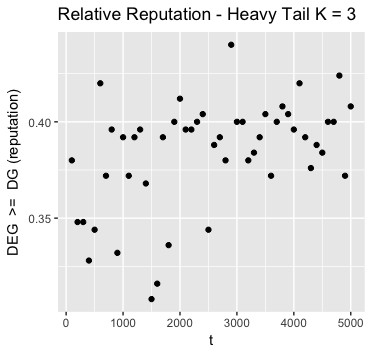 Relative Reputation - Heavy Tail K = 3
DEG >= DG (reputation)
0.40
0.35
0 1000 2000 3000 4000 5000
t